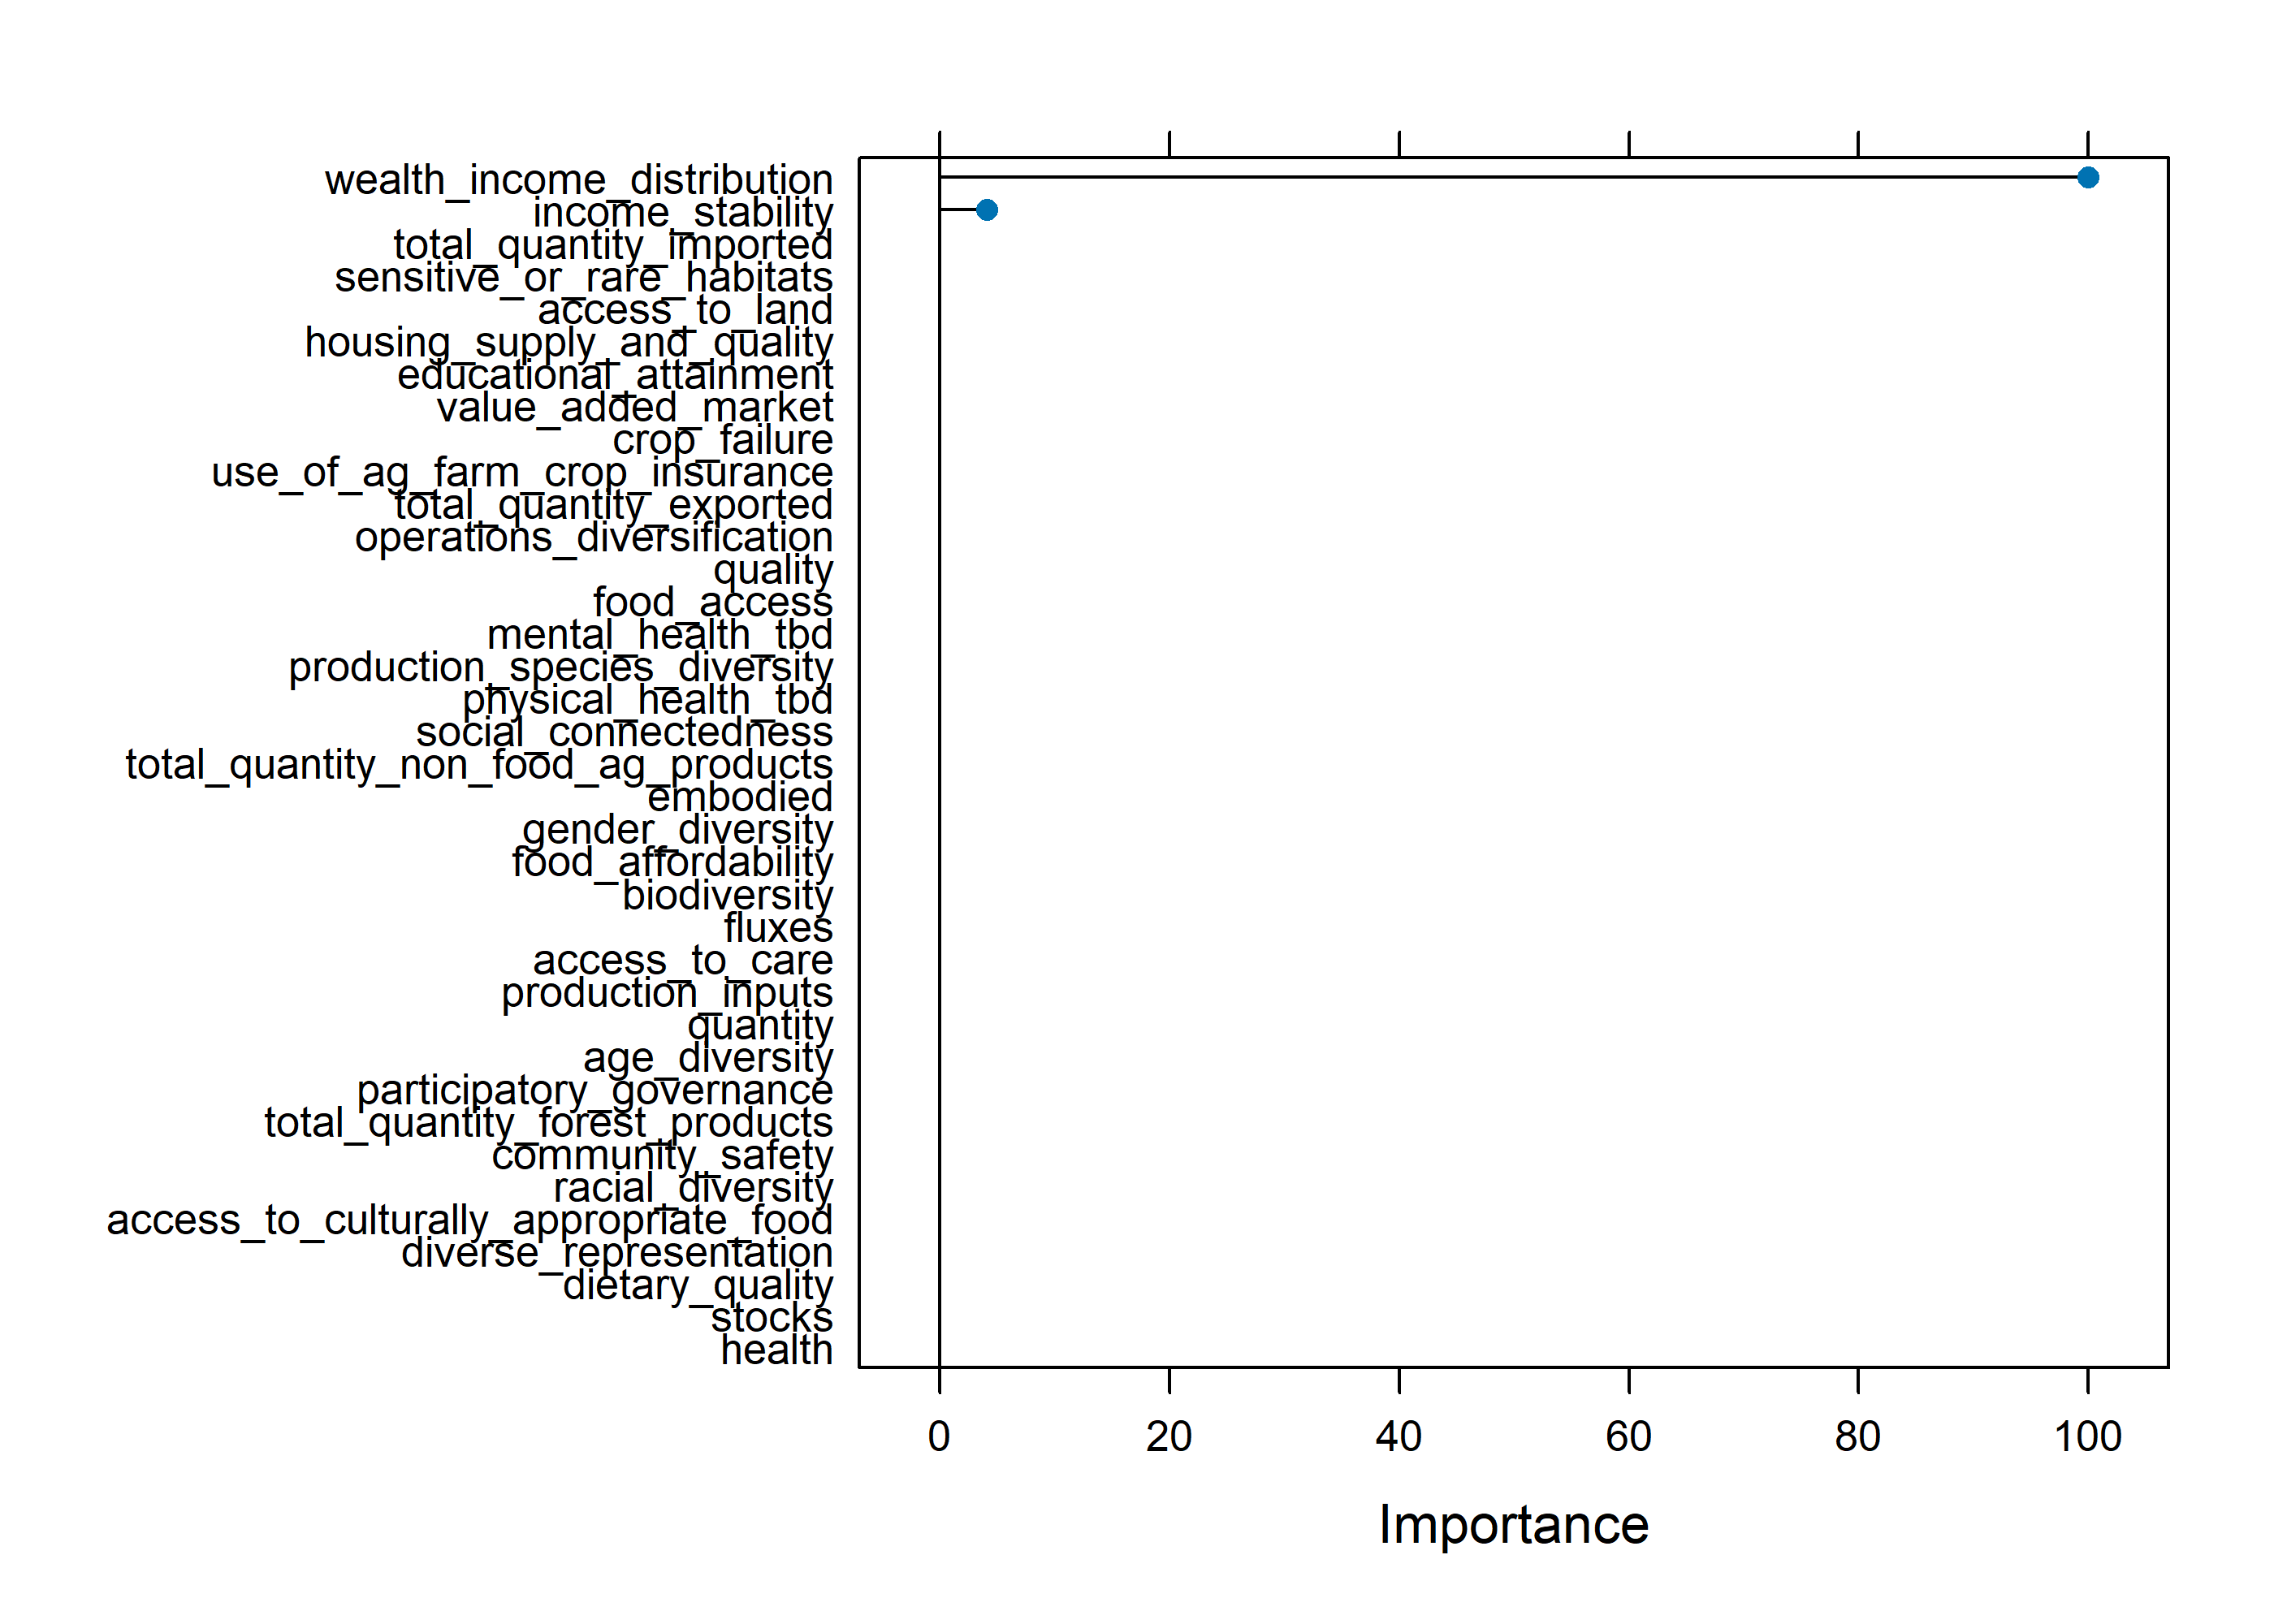 wealth_income_distribution
income_stability
total_quantity_imported
sensitive_or_rare_habitats
access_to_land
housing_supply_and_quality
educational_attainment
value_added_market
crop_failure
use_of_ag_farm_crop_insurance
total_quantity_exported
operations_diversification
quality
food_access
mental_health_tbd
production_species_diversity
physical_health_tbd
social_connectedness
total_quantity_non_food_ag_products
embodied
gender_diversity
food_affordability
biodiversity
fluxes
access_to_care
production_inputs
quantity
age_diversity
participatory_governance
total_quantity_forest_products
community_safety
racial_diversity
access_to_culturally_appropriate_food
diverse_representation
dietary_quality
stocks
health
0 20 40 60 80 100
Importance